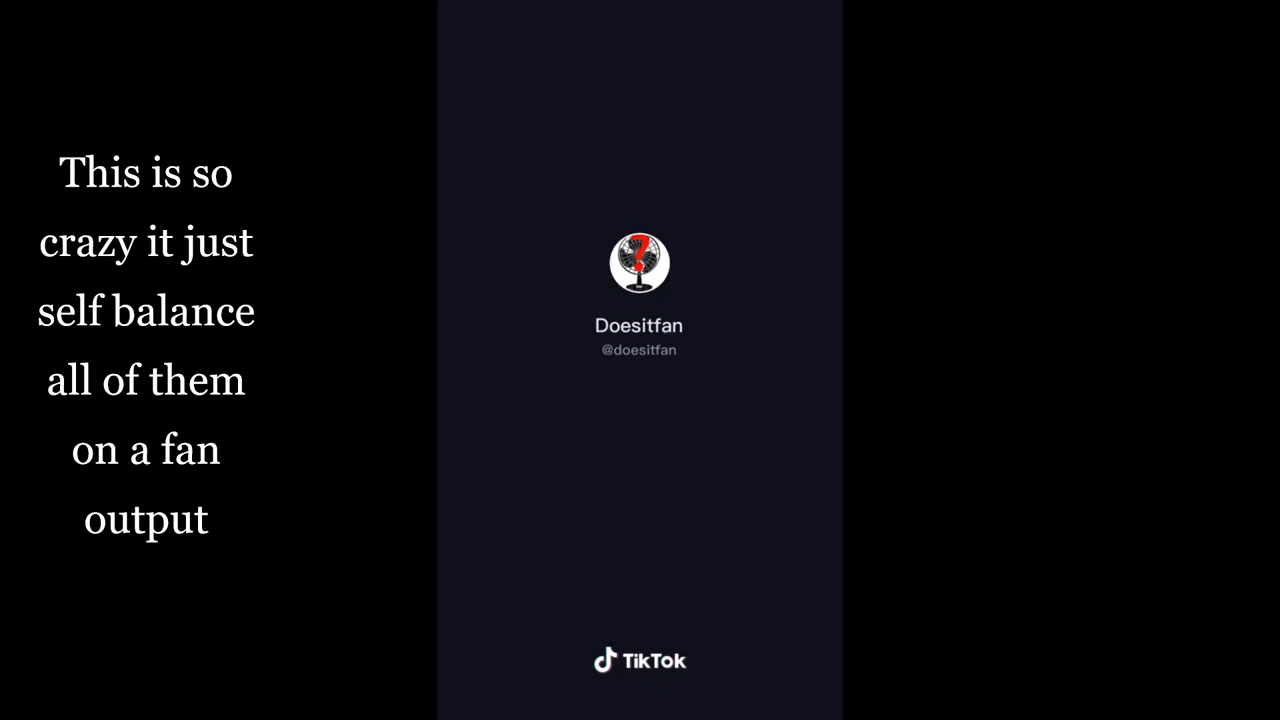 This is so
crazy it just
self balance
all of them
on a fan
output
?
Doesitfan
@doesitfan
TikTok